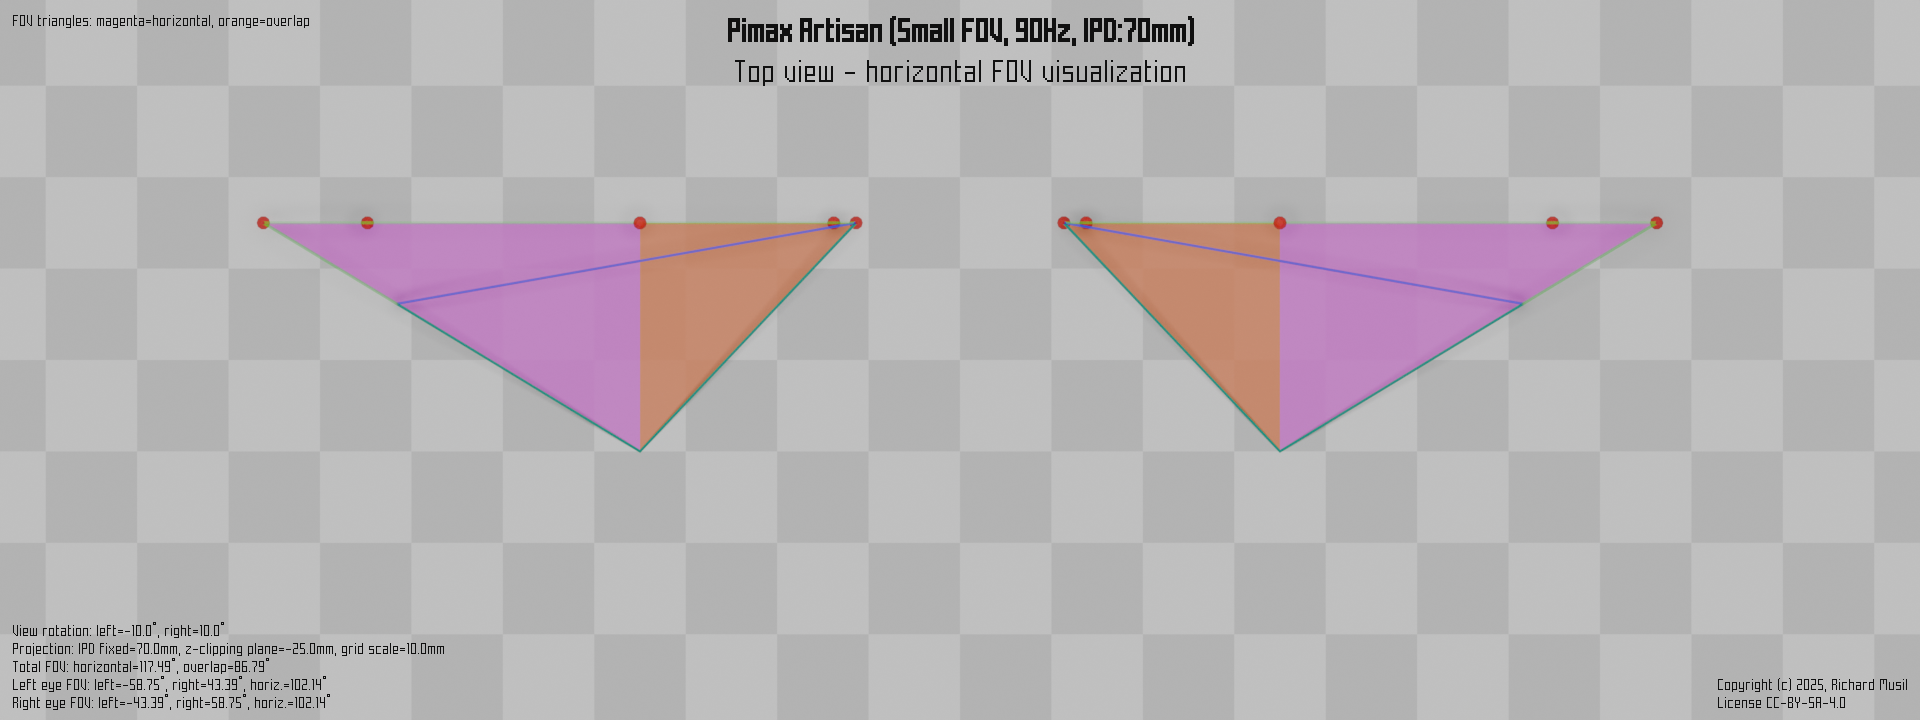 FOV triangles: magenta=horizontal, orange=overlap
Pimax Artisan (Small FOV, 90Hz, IPD:70mm)
Top view - horizontal FOV visualization
View rotation: left=-10.0°, right=10.0°
Projection: IPD fixed=70.0mm, z-clipping plane=-25.0mm, grid scale=10.0mm
Total FOV: horizontal=117.49°, overlap=86.79°
Left eye FOV: left=-58.75°, right=43.39°, horiz.=102.14°
Right eye FOV: left=-43.39°, right=58.75°, horiz.=102.14°
Copyright (c) 2025, Richard Musil
License CC-BY-SA-4.0